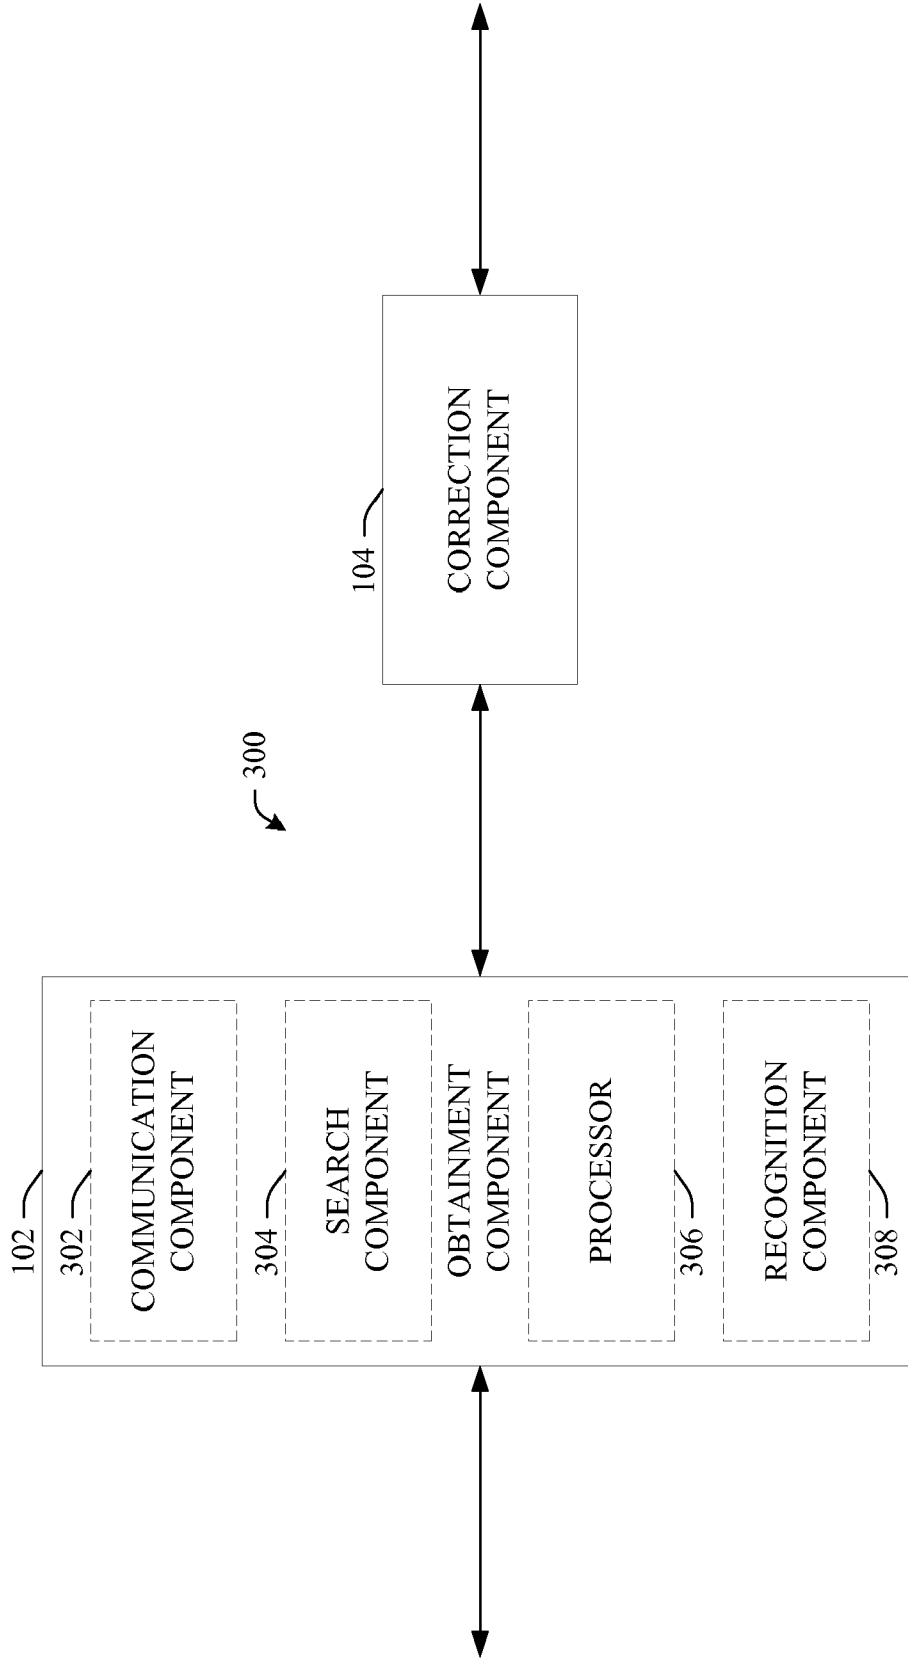 300
102
302
COMMUNICATION
COMPONENT
304
SEARCH
COMPONENT
OBTAINMENT
COMPONENT
PROCESSOR
306
RECOGNITION
COMPONENT
308
104
CORRECTION
COMPONENT